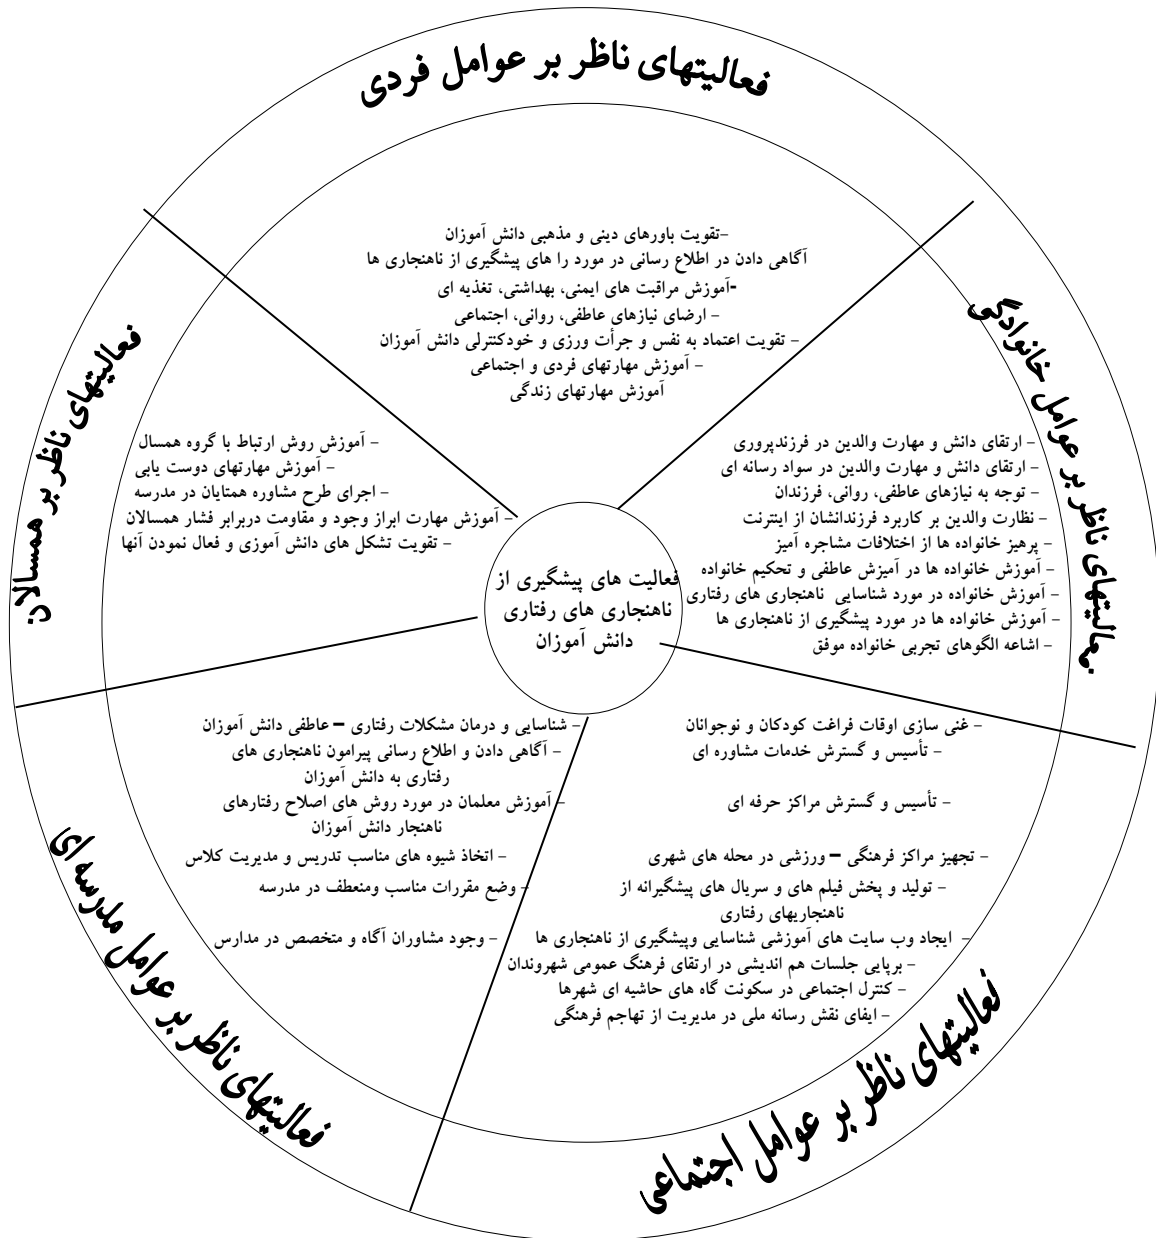 فعالیتهای ناظر بر عوامل فردی
-تقویت باورهای دینی و مذهبی دانش آموزان
آگاهی دادن در اطلاع رسانی در مورد را های پیشگیری از ناهنجاری ها
-آموزش مراقبت های ایمنی، بهداشتی، تغذیه ای
- ارضای نیازهای عاطفی، روانی، اجتماعی
- تقویت اعتماد به نفس و جرأت ورزی و خودکنترلی دانش آموزان
- آموزش مهارتهای فردی و اجتماعی
آموزش مهارتهای زندگی
فعالیتهای ناظر بر عوامل خانوادگی
- ارتقای دانش و مهارت والدین در فرزندپروری
- ارتقای دانش و مهارت والدین در سواد رسانه ای
- توجه به نیازهای عاطفی، روانی، فرزندان
- نظارت والدین بر کاربرد فرزندانشان از اینترنت
- پرهیز خانواده ها از اختلافات مشاجره آمیز
- آموزش خانواده ها در آمیزش عاطفی و تحکیم خانواده
- آموزش خانواده در مورد شناسایی ناهنجاری های رفتاری
- آموزش خانواده ها در مورد پیشگیری از ناهنجاری ها
- اشاعه الگوهای تجربی خانواده موفق
فعالیتهای ناظر بر همسالان
- آموزش روش ارتباط با گروه همسال
- آموزش مهارتهای دوست یابی
- اجرای طرح مشاوره همتایان در مدرسه
- آموزش مهارت ابراز وجود و مقاومت دربرابر فشار همسالان
- تقویت تشکل های دانش آموزی و فعال نمودن آنها
فعالیت های پیشگیری از
ناهنجاری های رفتاری
دانش آموزان
- غنی سازی اوقات فراغت کودکان و نوجوانان
- تأسیس و گسترش خدمات مشاوره ای
- تأسیس و گسترش مراکز حرفه ای
- تجهیز مراکز فرهنگی – ورزشی در محله های شهری
- تولید و پخش فیلم های و سریال های پیشگیرانه از
ناهنجاریهای رفتاری
- ایجاد وب سایت های آموزشی شناسایی وپیشگیری از ناهنجاری ها
- برپایی جلسات هم اندیشی در ارتقای فرهنگ عمومی شهروندان
- کنترل اجتماعی در سکونت گاه های حاشیه ای شهرها
- ایفای نقش رسانه ملی در مدیریت از تهاجم فرهنگی
فعالیتهای ناظر بر عوامل اجتماعی
- شناسایی و درمان مشکلات رفتاری – عاطفی دانش آموزان
- آگاهی دادن و اطلاع رسانی پیرامون ناهنجاری های
رفتاری به دانش آموزان
- آموزش معلمان در مورد روش های اصلاح رفتارهای
ناهنجار دانش آموزان
- اتخاذ شیوه های مناسب تدریس و مدیریت کلاس
- وضع مقررات مناسب ومنعطف در مدرسه
- وجود مشاوران آگاه و متخصص در مدارس
فعالیتهای ناظر بر عوامل مدرسه ای